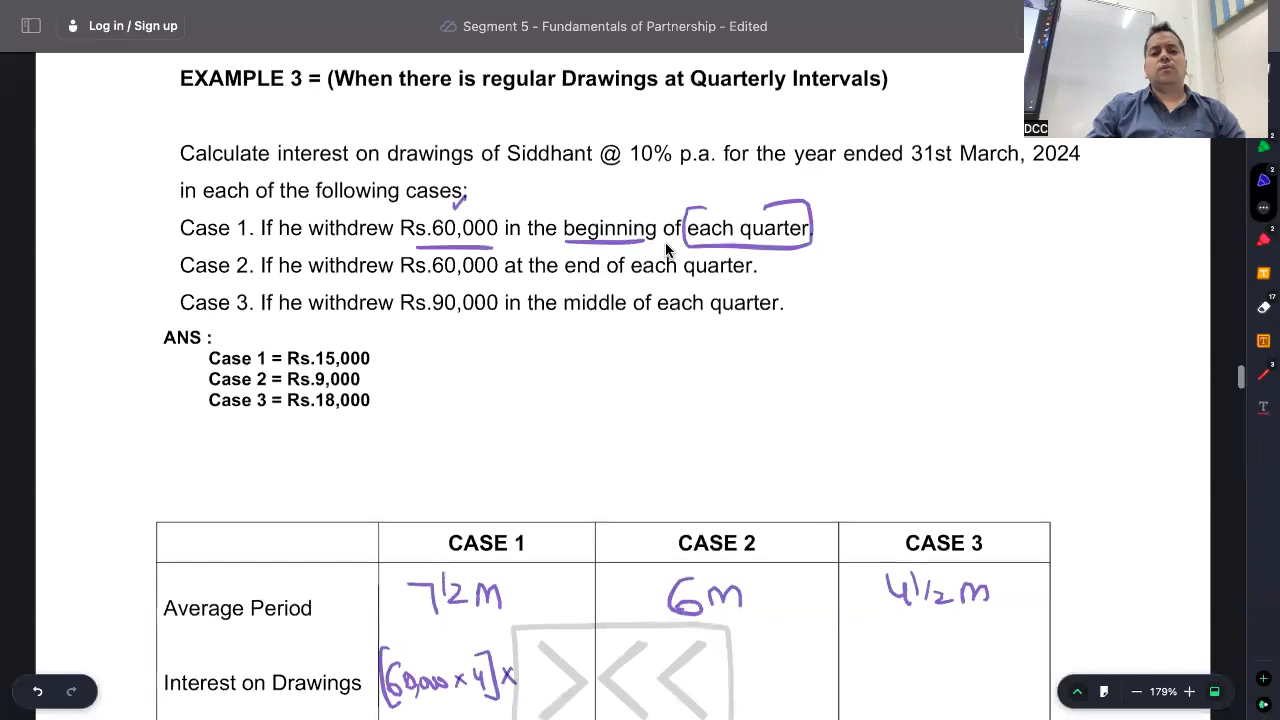 Log in / Sign up
Segment 5 - Fundamentals of Partnership - Edited
DCC
EXAMPLE 3 = (When there is regular Drawings at Quarterly Intervals)
Calculate interest on drawings of Siddhant @ 10% p.a. for the year ended 31st March, 2024
in each of the following cases;
Case 1. If he withdrew Rs.60,000 in the beginning of each quarter.
Case 2. If he withdrew Rs.60,000 at the end of each quarter.
Case 3. If he withdrew Rs.90,000 in the middle of each quarter.
ANS :
Case 1 = Rs.15,000
Case 2 = Rs.9,000
Case 3 = Rs.18,000
CASE 1 CASE 2 CASE 3
Average Period 7 1/2 m 6 m 4 1/2 m
Interest on Drawings [60,000 × 4] ×
179%